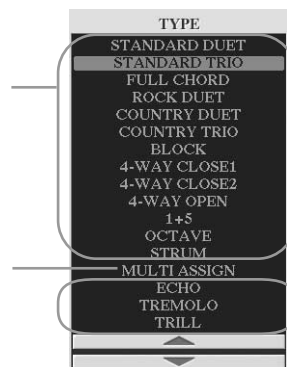 TYPE
STANDARD DUET
STANDARD TRIO
FULL CHORD
ROCK DUET
COUNTRY DUET
COUNTRY TRIO
BLOCK
4-WAY CLOSE1
4-WAY CLOSE2
4-WAY OPEN
1+5
OCTAVE
STRUM
MULTI ASSIGN
ECHO
TREMOLO
TRILL